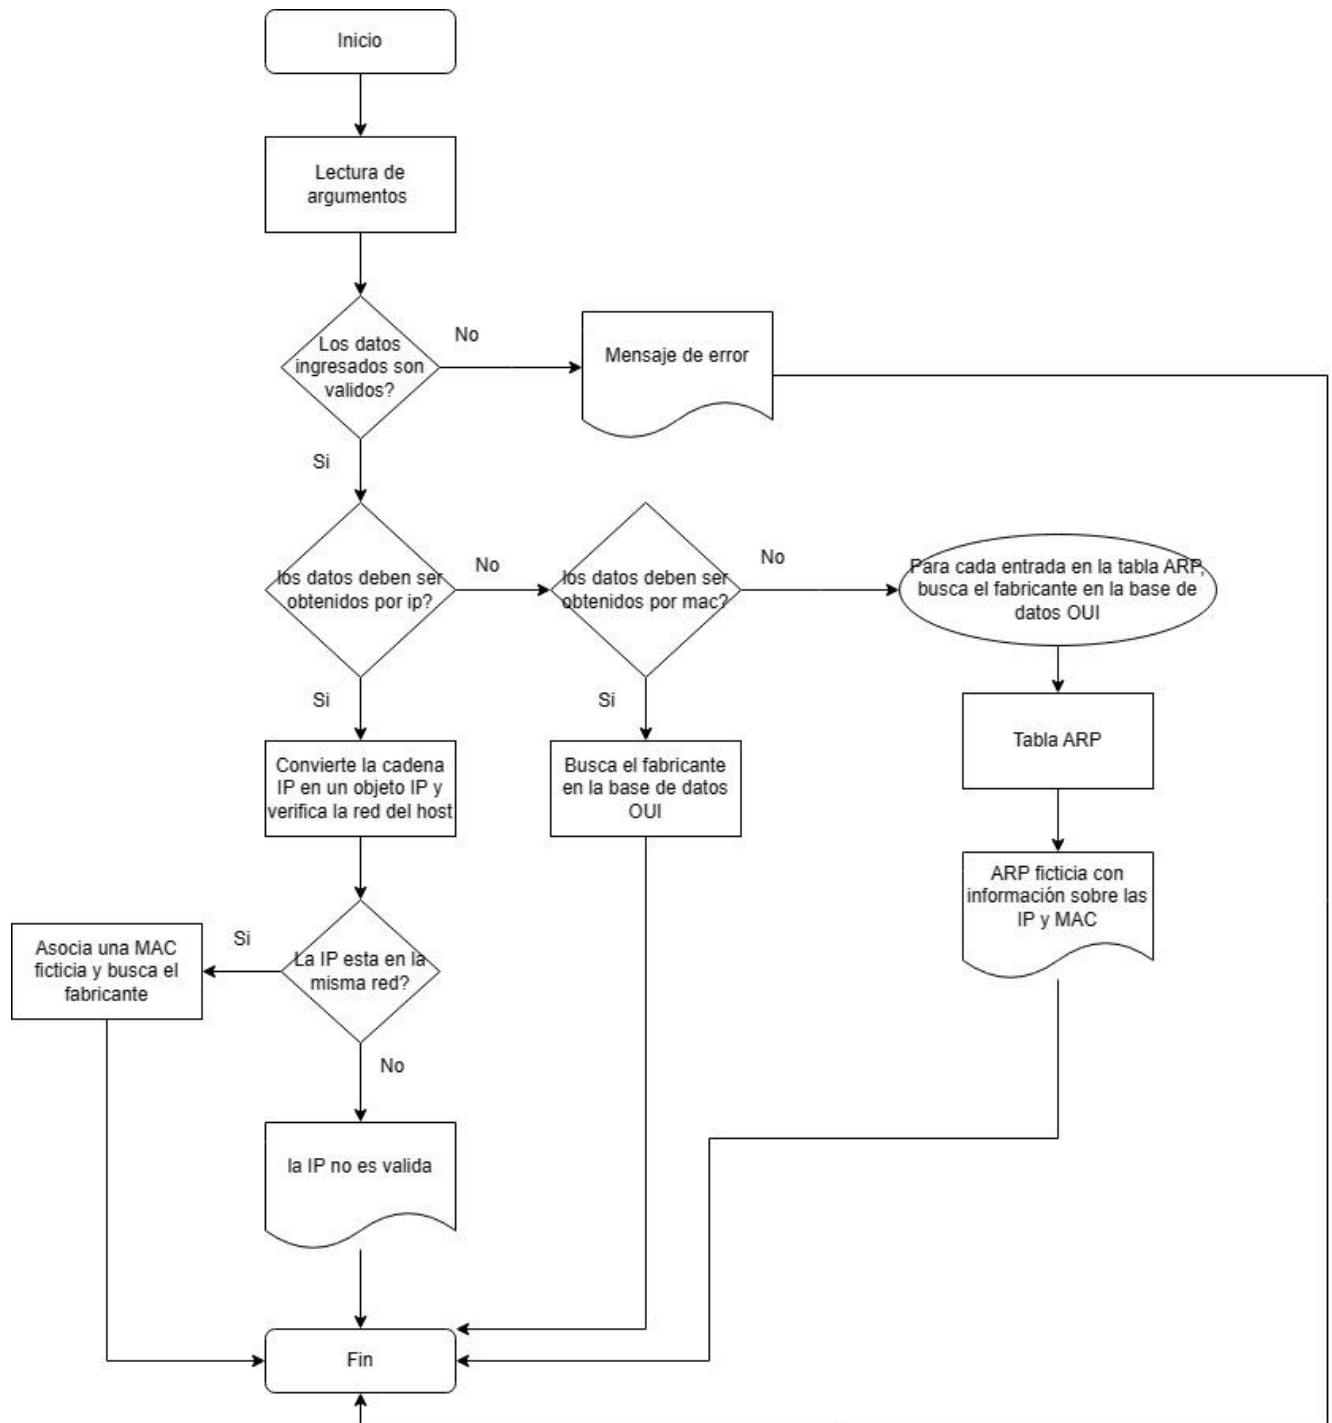 Inicio
Lectura de
argumentos
Los datos
ingresados son
validos?
No
Mensaje de error
Si
los datos deben ser
obtenidos por ip?
No
los datos deben ser
obtenidos por mac?
No
Para cada entrada en la tabla ARP,
busca el fabricante en la base de
datos OUI
Si
Si
Tabla ARP
Convierte la cadena
IP en un objeto IP y
verifica la red del host
Busca el fabricante
en la base de datos
OUI
ARP ficticia con
información sobre las
IP y MAC
La IP esta en la
misma red?
Si
Asocia una MAC
ficticia y busca el
fabricante
No
la IP no es valida
Fin